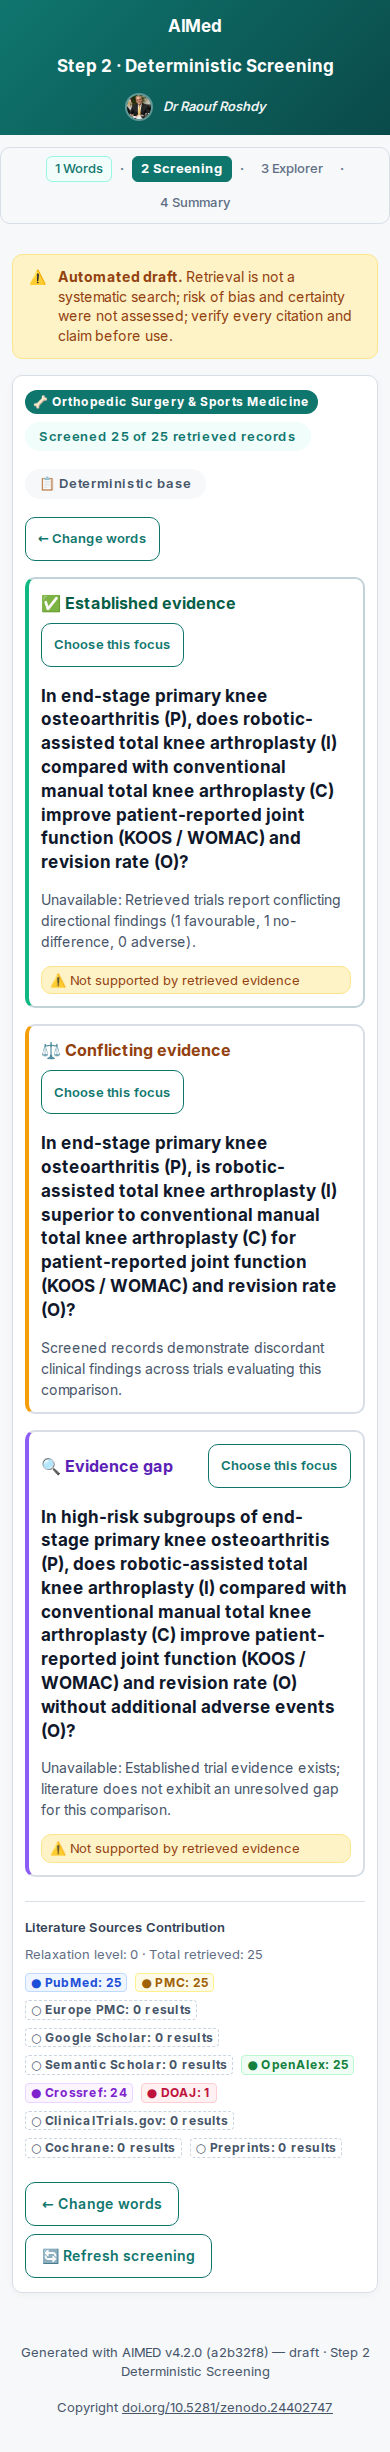 AIMed
Step 2 · Deterministic Screening
Dr Raouf Roshdy
1 Words · 2 Screening · 3 Explorer ·
4 Summary
⚠️ Automated draft. Retrieval is not a
systematic search; risk of bias and certainty
were not assessed; verify every citation and
claim before use.
🦴 Orthopedic Surgery & Sports Medicine
Screened 25 of 25 retrieved records
📋 Deterministic base
← Change words
✅ Established evidence
Choose this focus
In end-stage primary knee
osteoarthritis (P), does robotic-
assisted total knee arthroplasty (I)
compared with conventional
manual total knee arthroplasty (C)
improve patient-reported joint
function (KOOS / WOMAC) and
revision rate (O)?
Unavailable: Retrieved trials report conflicting
directional findings (1 favourable, 1 no-
difference, 0 adverse).
⚠️ Not supported by retrieved evidence
⚖️ Conflicting evidence
Choose this focus
In end-stage primary knee
osteoarthritis (P), is robotic-
assisted total knee arthroplasty (I)
superior to conventional manual
total knee arthroplasty (C) for
patient-reported joint function
(KOOS / WOMAC) and revision rate
(O)?
Screened records demonstrate discordant
clinical findings across trials evaluating this
comparison.
🔍 Evidence gap
Choose this focus
In high-risk subgroups of end-
stage primary knee osteoarthritis
(P), does robotic-assisted total
knee arthroplasty (I) compared with
conventional manual total knee
arthroplasty (C) improve patient-
reported joint function (KOOS /
WOMAC) and revision rate (O)
without additional adverse events
(O)?
Unavailable: Established trial evidence exists;
literature does not exhibit an unresolved gap
for this comparison.
⚠️ Not supported by retrieved evidence
Literature Sources Contribution
Relaxation level: 0 · Total retrieved: 25
● PubMed: 25 ● PMC: 25
○ Europe PMC: 0 results
○ Google Scholar: 0 results
○ Semantic Scholar: 0 results ● OpenAlex: 25
● Crossref: 24 ● DOAJ: 1
○ ClinicalTrials.gov: 0 results
○ Cochrane: 0 results ○ Preprints: 0 results
← Change words
🔄 Refresh screening
Generated with AIMED v4.2.0 (a2b32f8) — draft · Step 2
Deterministic Screening
Copyright doi.org/10.5281/zenodo.24402747